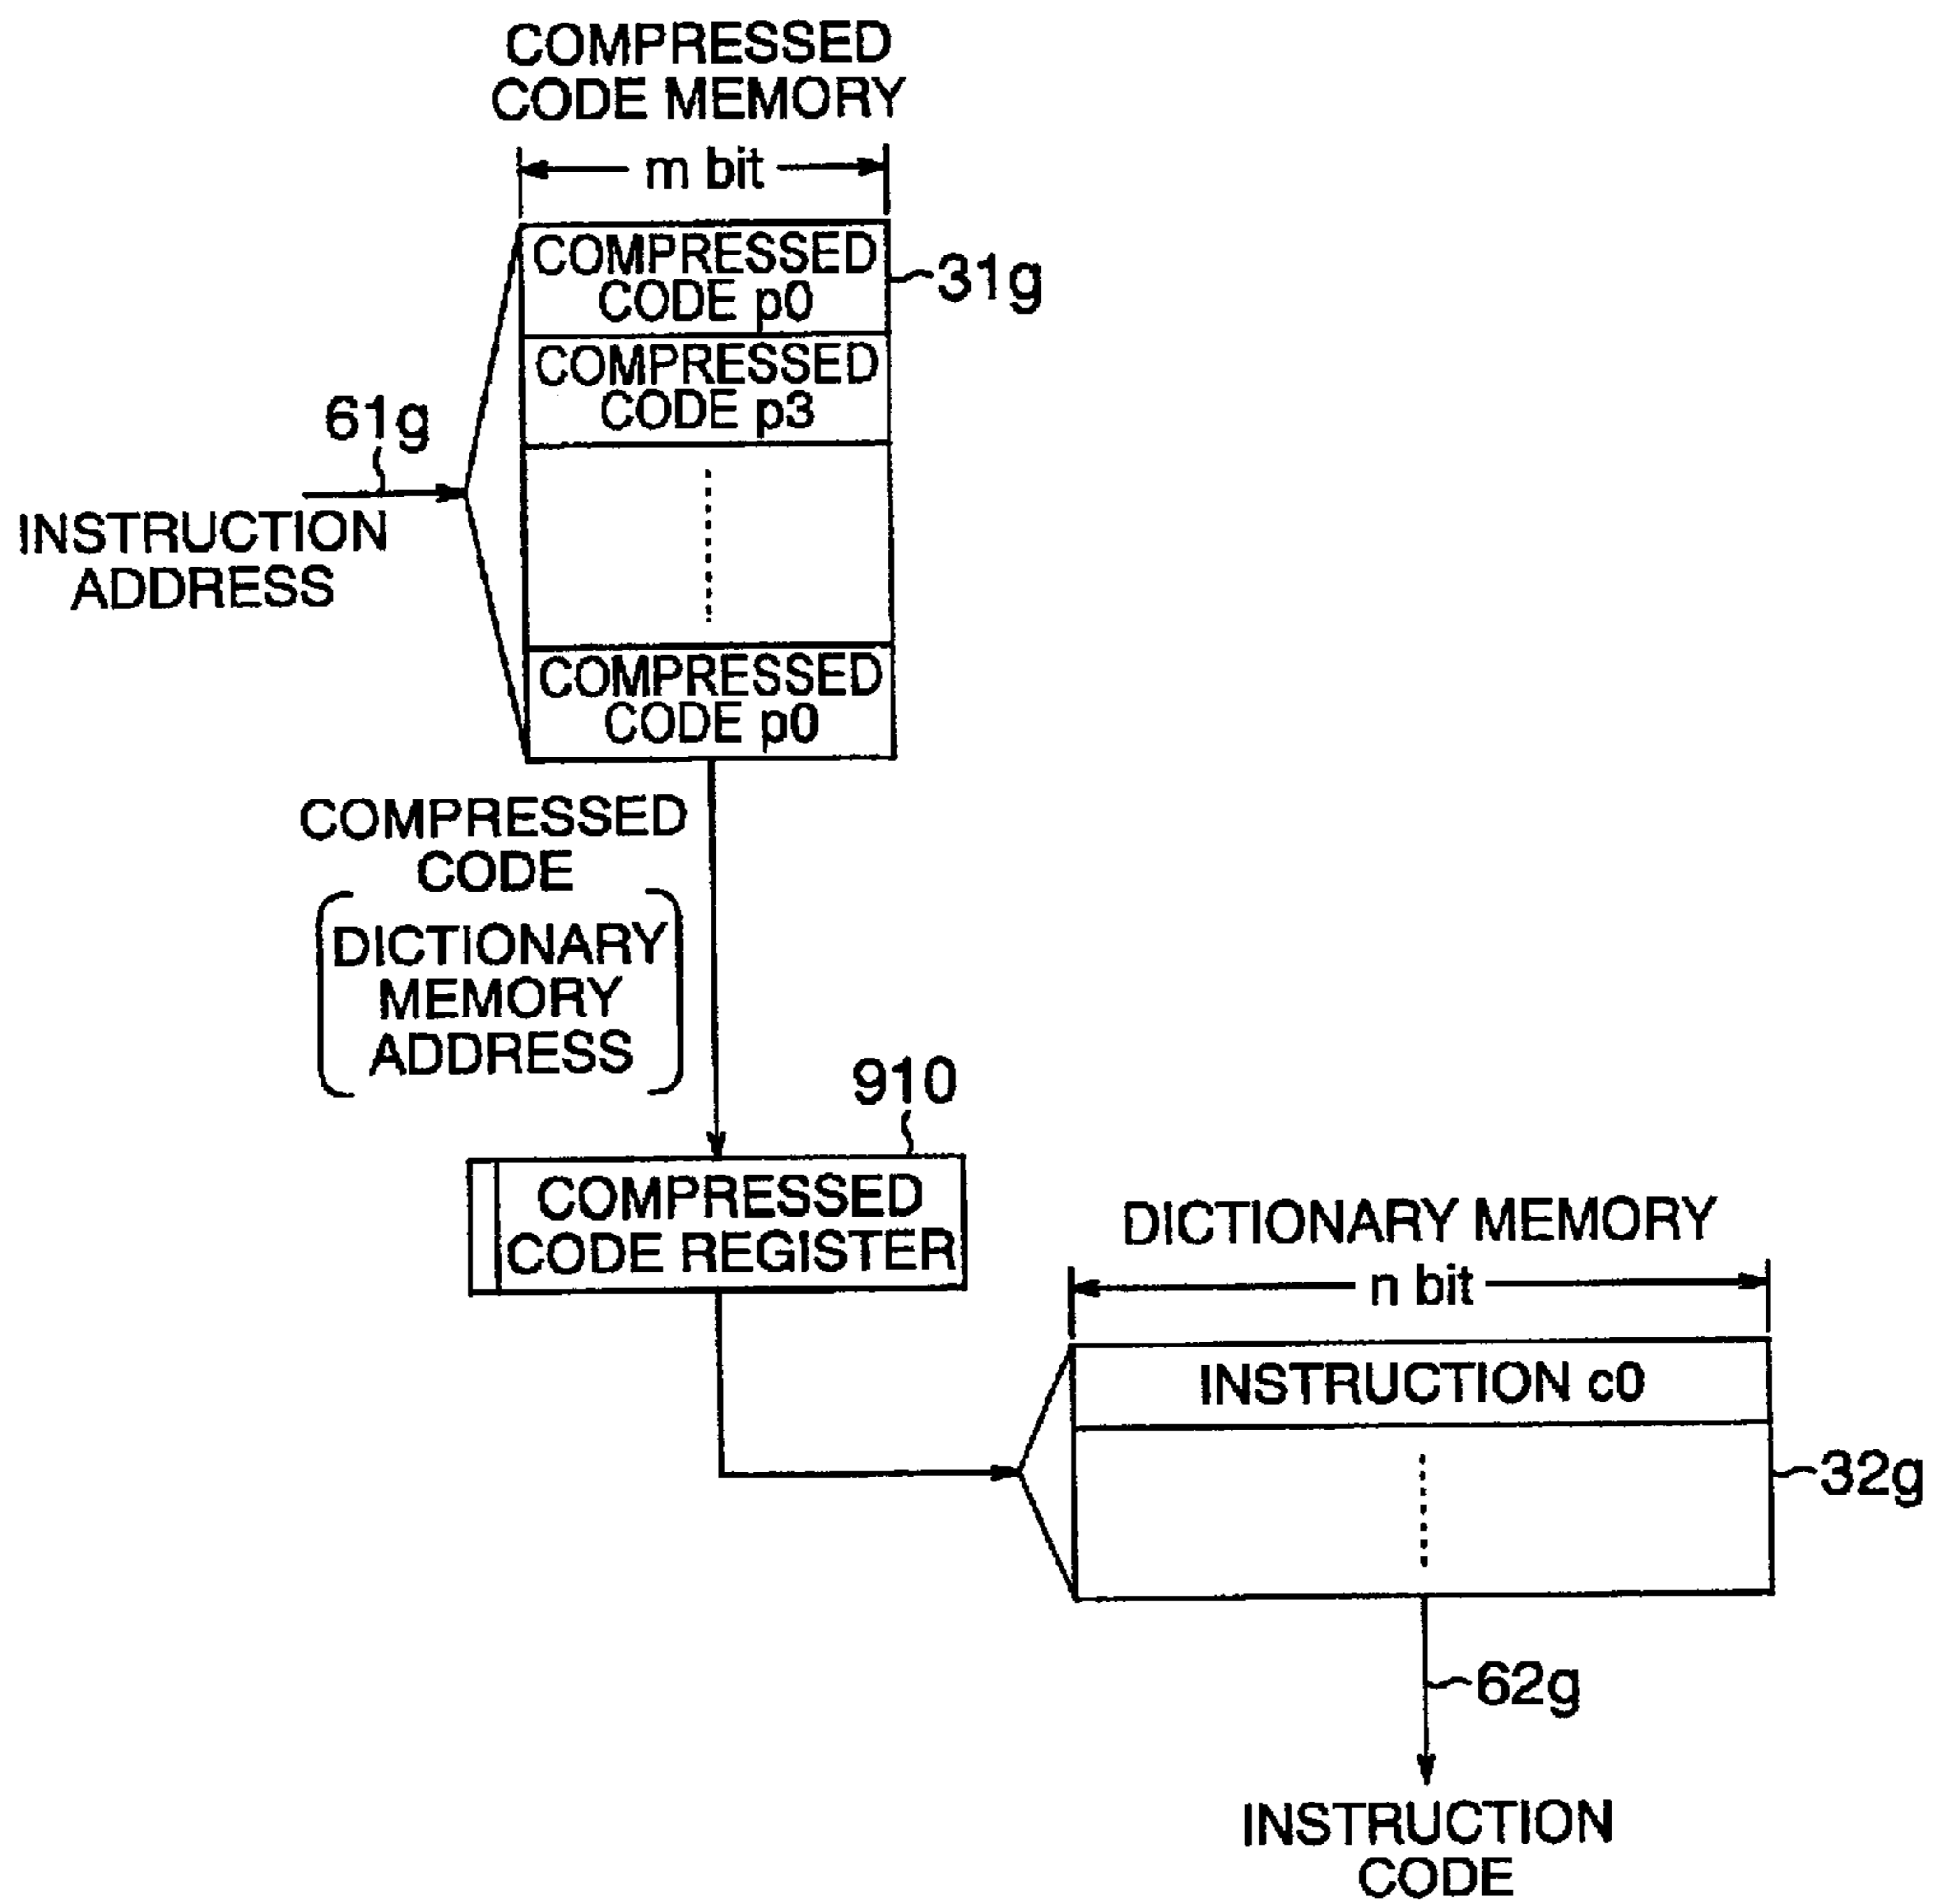 COMPRESSED
CODE MEMORY
m bit
COMPRESSED
CODE p0
31g
COMPRESSED
CODE p3
61g
INSTRUCTION
ADDRESS
COMPRESSED
CODE p0
COMPRESSED
CODE
DICTIONARY
MEMORY
ADDRESS
910
COMPRESSED
CODE REGISTER
DICTIONARY MEMORY
n bit
INSTRUCTION c0
32g
62g
INSTRUCTION
CODE